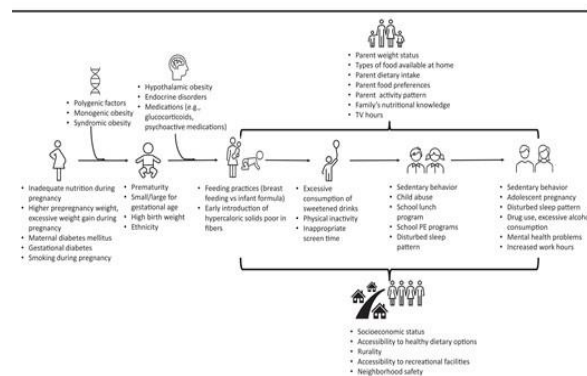 • Parent weight status
• Types of food available at home
• Parent dietary intake
• Parent food preferences
• Parent activity pattern
• Family's nutritional knowledge
• TV hours
• Polygenic factors
• Monogenic obesity
• Syndromic obesity
• Hypothalamic obesity
• Endocrine disorders
• Medications (e.g.,
glucocorticoids,
psychoactive medications)
• Inadequate nutrition during
pregnancy
• Higher prepregnancy weight,
excessive weight gain during
pregnancy
• Maternal diabetes mellitus
• Gestational diabetes
• Smoking during pregnancy
• Prematurity
• Small/large for
gestational age
• High birth weight
• Ethnicity
• Feeding practices (breast
feeding vs infant formula)
• Early introduction of
hypercaloric solids poor in
fibers
• Excessive
consumption of
sweetened drinks
• Physical inactivity
• Inappropriate
screen time
• Sedentary behavior
• Child abuse
• School lunch
program
• School PE programs
• Disturbed sleep
pattern
• Sedentary behavior
• Adolescent pregnancy
• Disturbed sleep pattern
• Drug use, excessive alcohol
consumption
• Mental health problems
• Increased work hours
• Socioeconomic status
• Accessibility to healthy dietary options
• Rurality
• Accessibility to recreational facilities
• Neighborhood safety